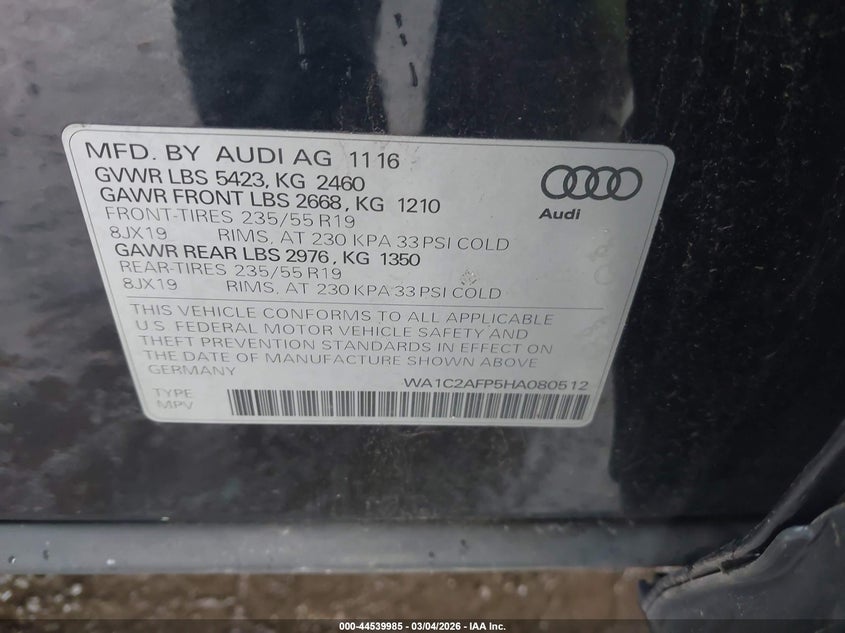 MFD. BY AUDI AG 11 16
GVWR LBS 5423, KG 2460
GAWR FRONT LBS 2668, KG 1210
FRONT-TIRES 235/55 R19
8JX19 RIMS, AT 230 KPA 33 PSI COLD
GAWR REAR LBS 2976, KG 1350
REAR-TIRES 235/55 R19
8JX19 RIMS, AT 230 KPA 33 PSI COLD
Audi
THIS VEHICLE CONFORMS TO ALL APPLICABLE
U.S. FEDERAL MOTOR VEHICLE SAFETY AND
THEFT PREVENTION STANDARDS IN EFFECT ON
THE DATE OF MANUFACTURE SHOWN ABOVE
GERMANY
WA1C2AFP5HA080512
TYPE
MPV
000-44539985 - 03/04/2026 - IAA Inc.